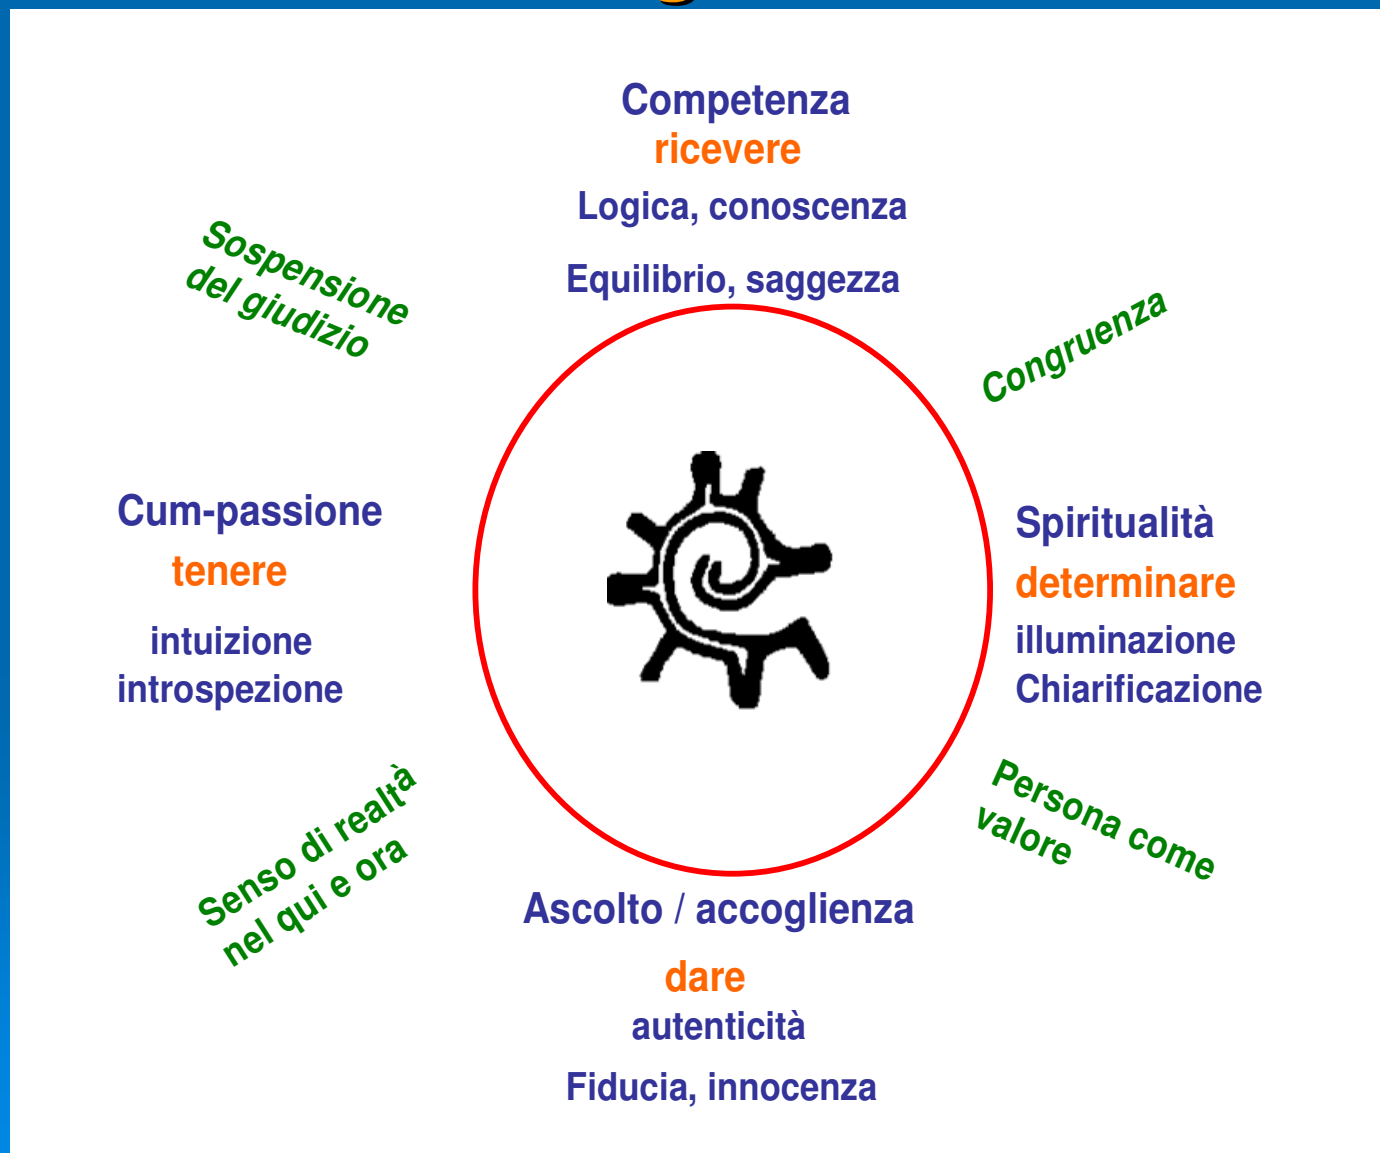 Competenza
ricevere
Logica, conoscenza
Equilibrio, saggezza
Sospensione
del giudizio
Congruenza
Cum-passione
tenere
intuizione
introspezione
Spiritualità
determinare
illuminazione
Chiarificazione
Senso di realtà
nel qui e ora
Persona come
valore
Ascolto / accoglienza
dare
autenticità
Fiducia, innocenza